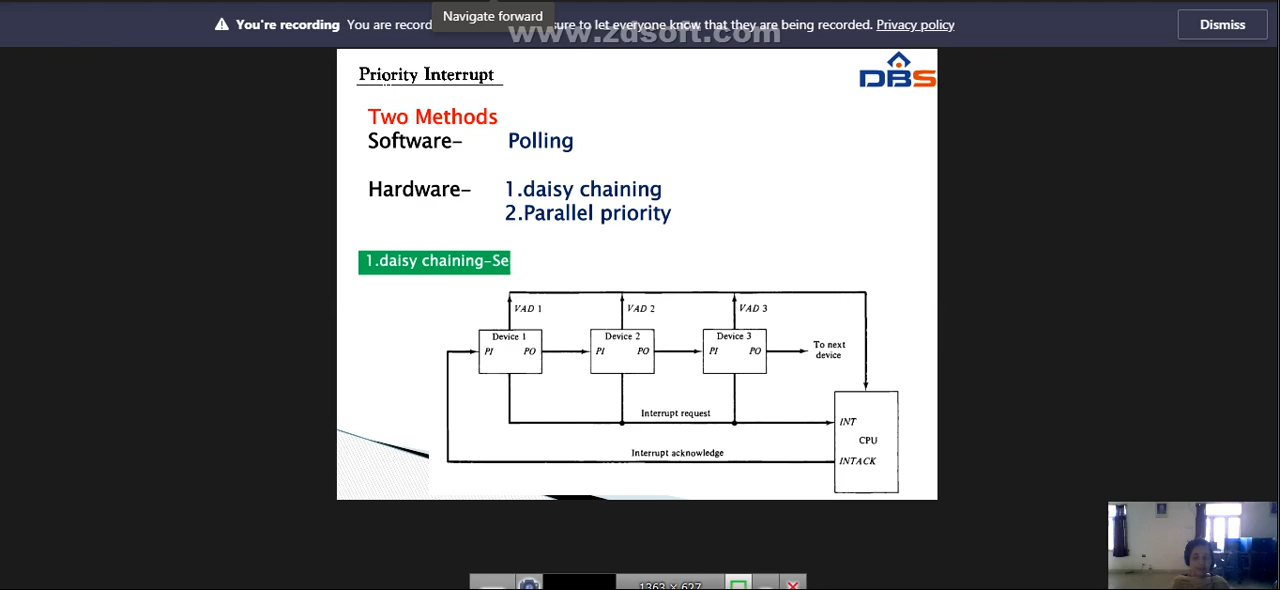 Navigate forward
You're recording You are record sure to let everyone know that they are being recorded. Privacy policy
Dismiss
www.zdsoft.com
Priority Interrupt
DBS
Two Methods
Software- Polling
Hardware- 1.daisy chaining
2.Parallel priority
1.daisy chaining-Se
VAD 1 VAD 2 VAD 3
Device 1 Device 2 Device 3
PI PO PI PO PI PO
To next
device
Interrupt request
INT
CPU
Interrupt acknowledge
INTACK
1363 × 627